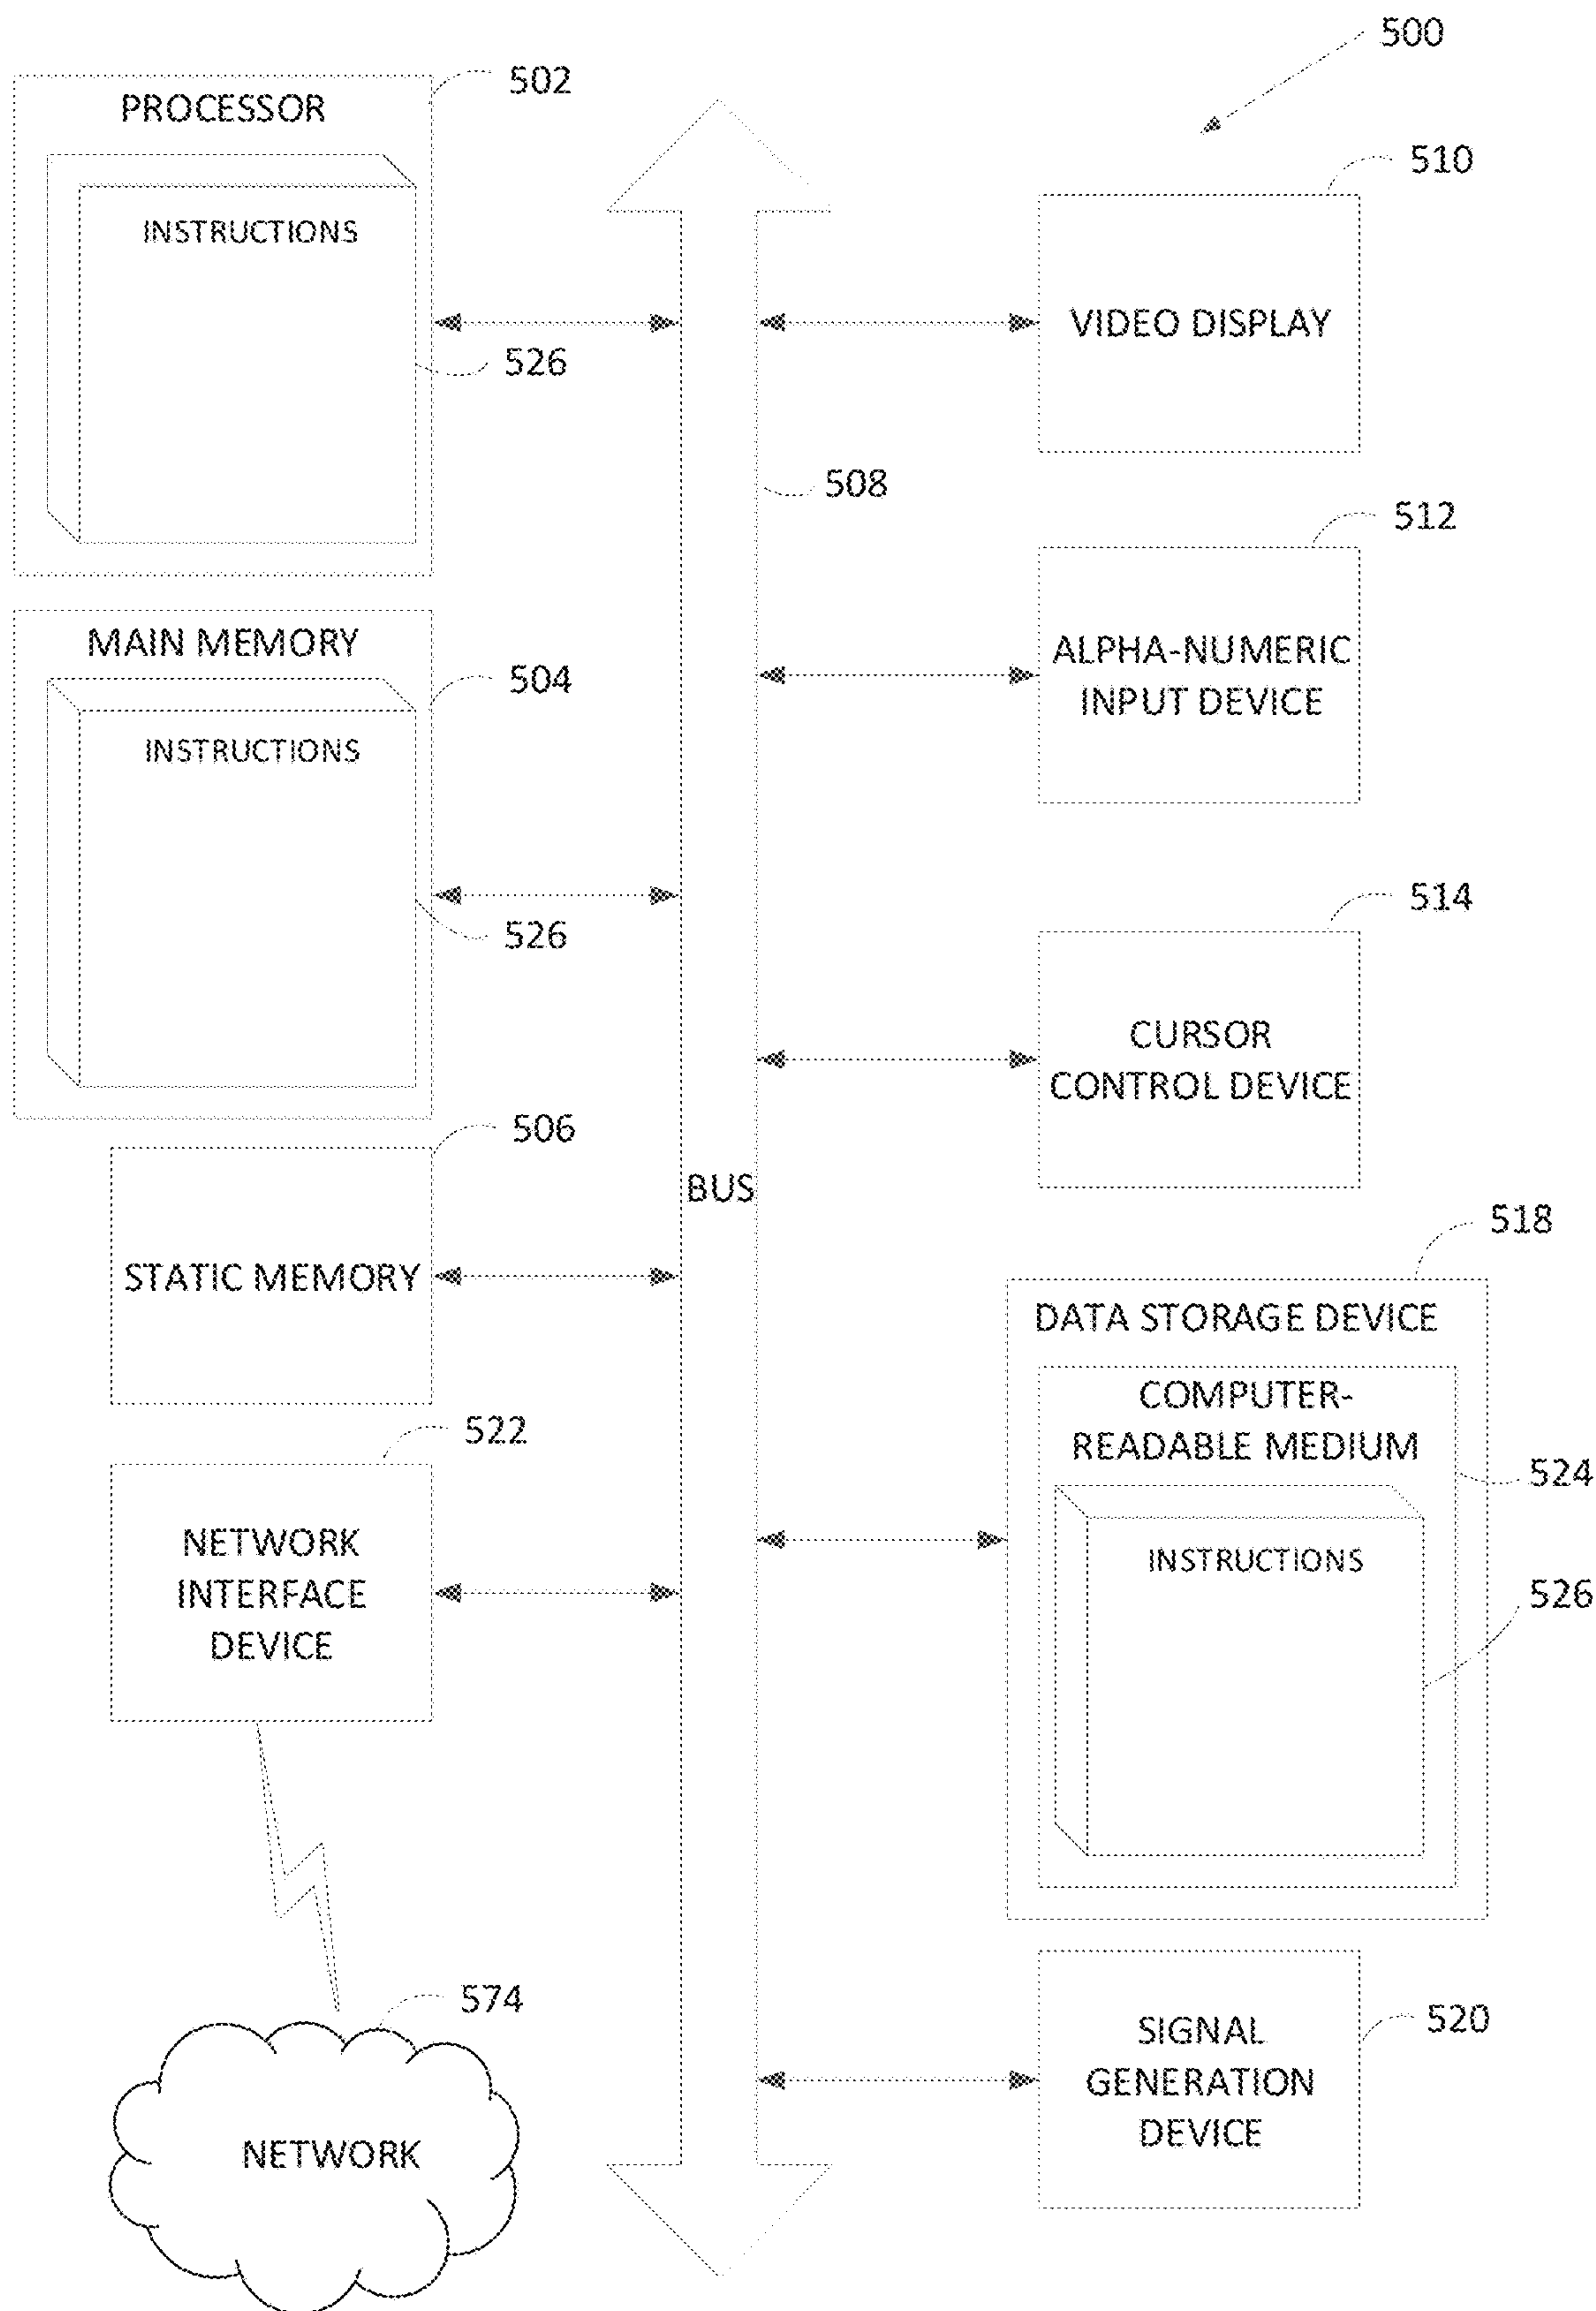 500
502
PROCESSOR
INSTRUCTIONS
526
MAIN MEMORY
504
INSTRUCTIONS
526
506
STATIC MEMORY
522
NETWORK
INTERFACE
DEVICE
574
NETWORK
508
BUS
510
VIDEO DISPLAY
512
ALPHA-NUMERIC
INPUT DEVICE
514
CURSOR
CONTROL DEVICE
518
DATA STORAGE DEVICE
COMPUTER-
READABLE MEDIUM
524
INSTRUCTIONS
526
SIGNAL
GENERATION
DEVICE
520